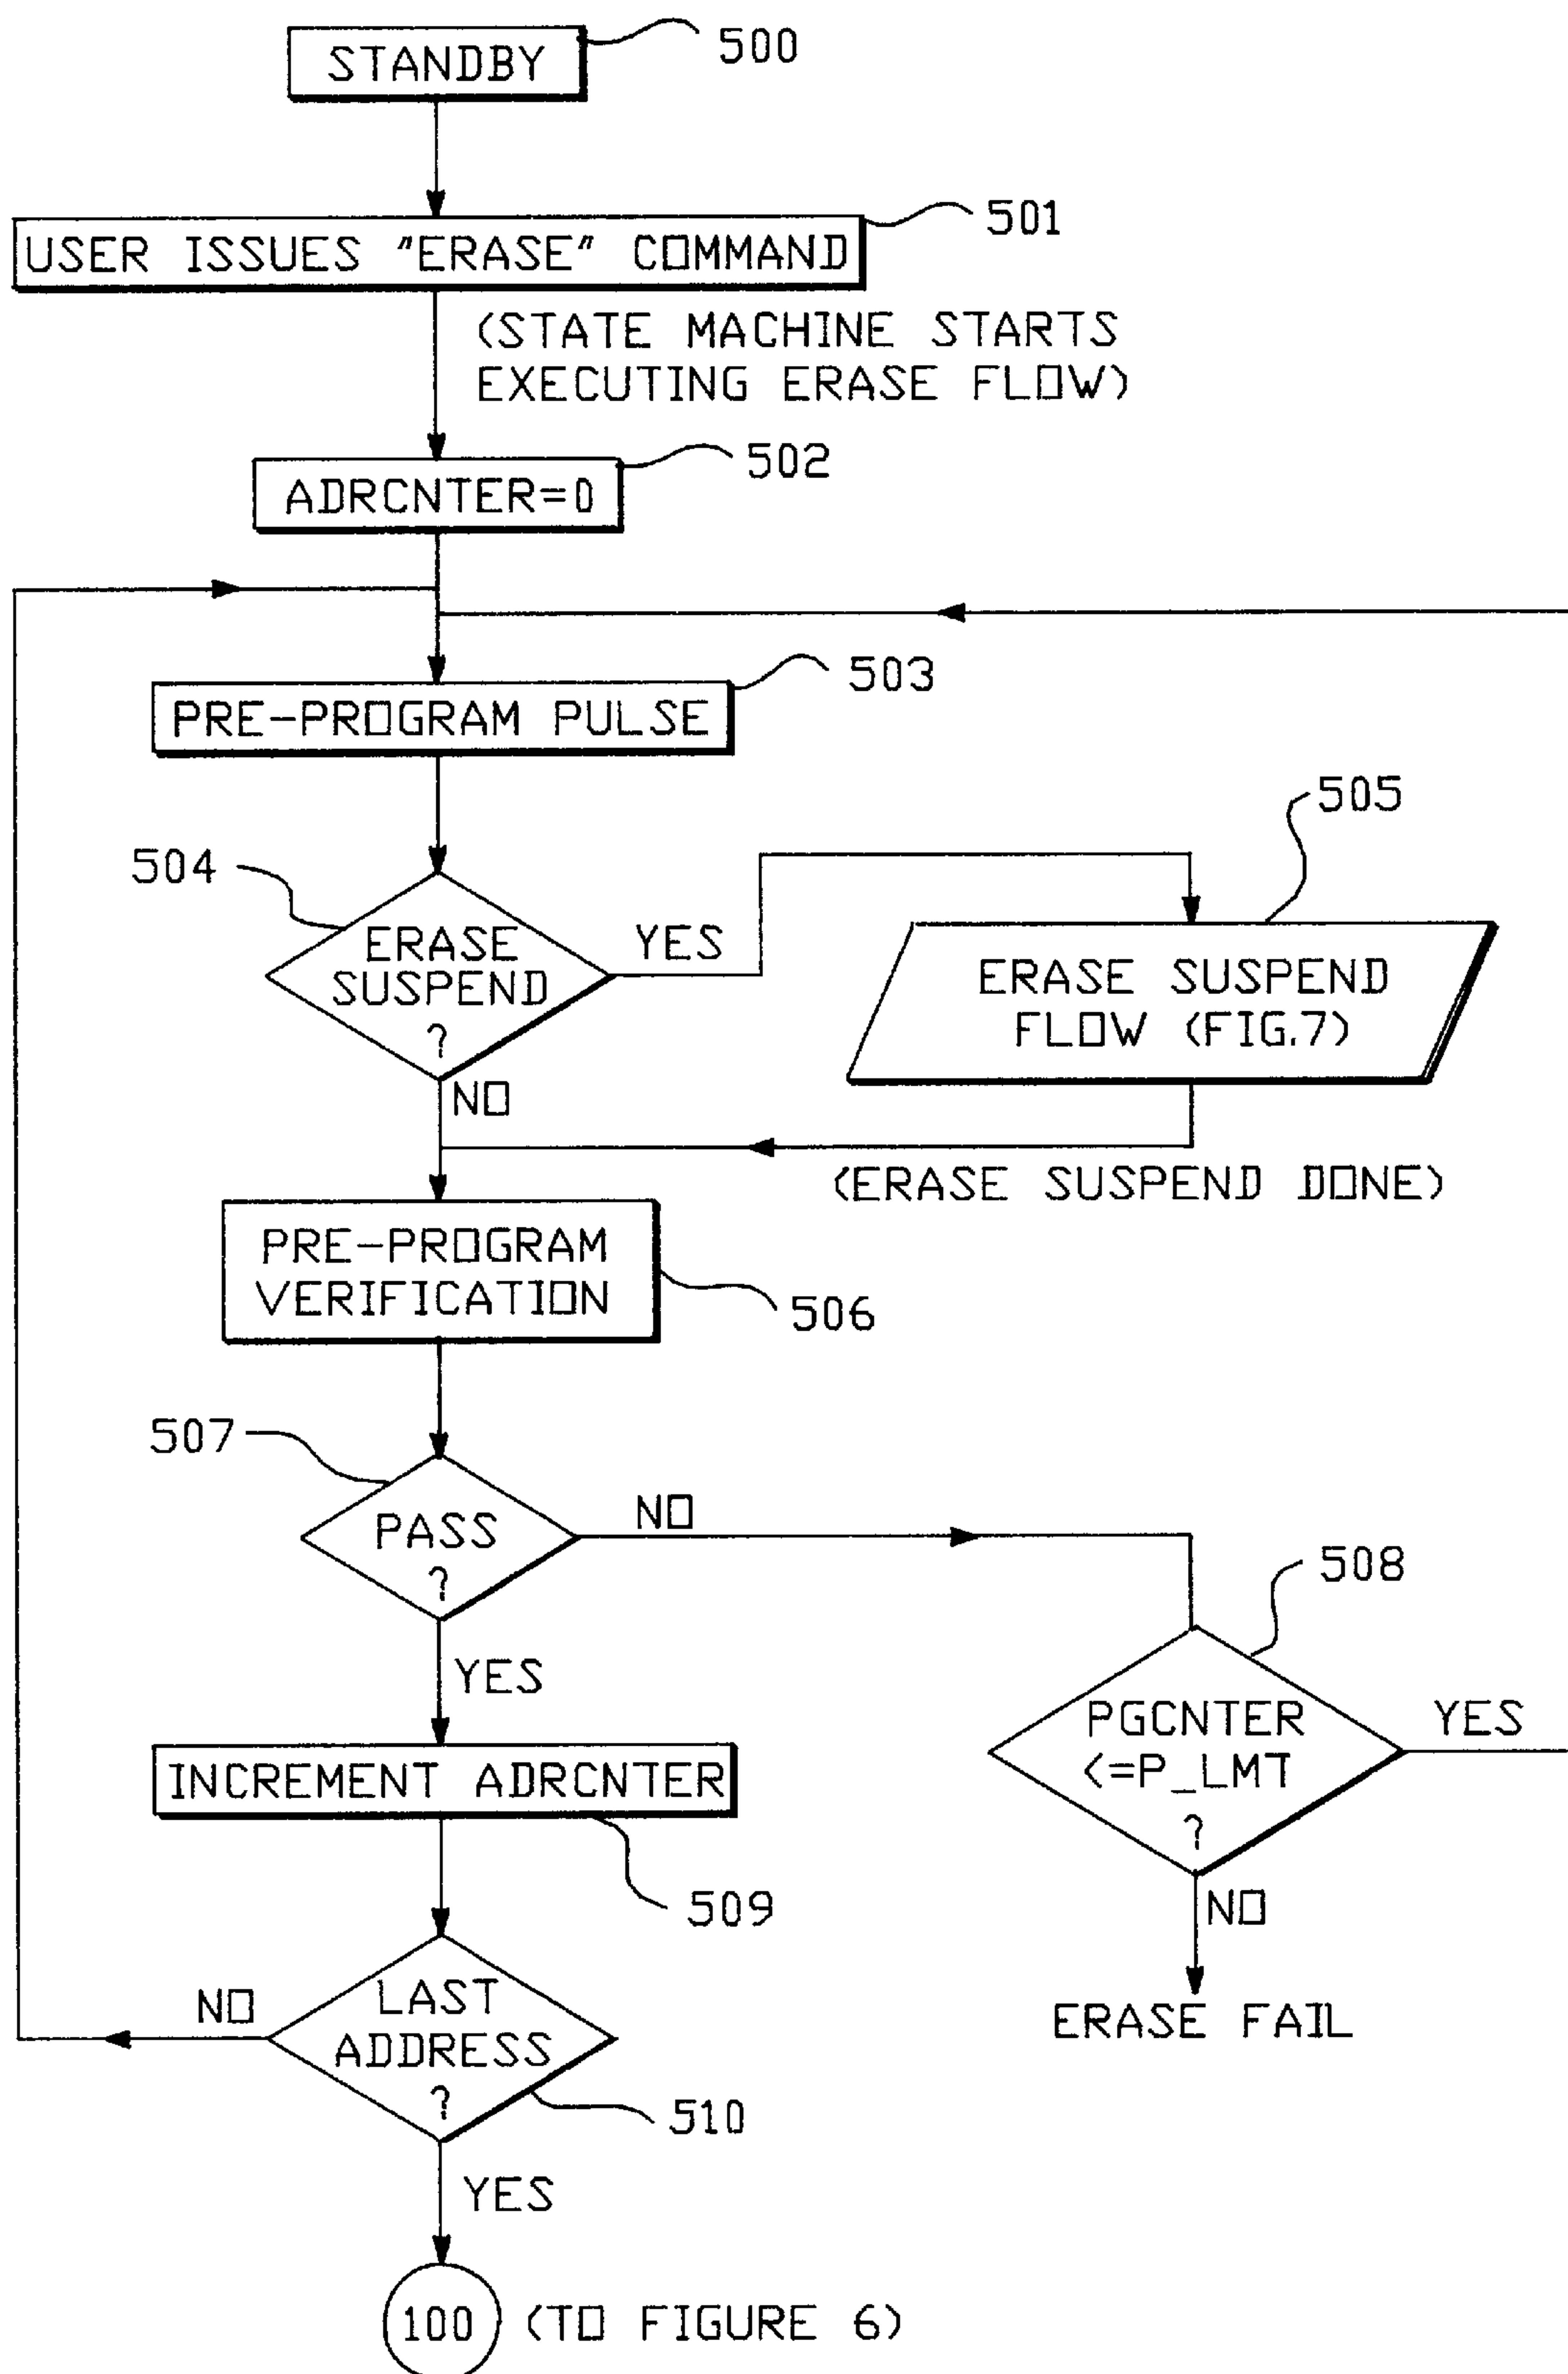 STANDBY
500
USER ISSUES "ERASE" COMMAND
501
(STATE MACHINE STARTS
EXECUTING ERASE FLOW)
502
ADRCNTER=0
503
PRE-PROGRAM PULSE
505
504
ERASE
SUSPEND
?
YES
ERASE SUSPEND
FLOW (FIG.7)
NO
(ERASE SUSPEND DONE)
PRE-PROGRAM
VERIFICATION
506
507
PASS
?
NO
508
YES
PGCNTER
<=P_LMT
?
YES
INCREMENT ADRCNTER
509
NO
ERASE FAIL
LAST
ADDRESS
?
NO
510
YES
100 (TO FIGURE 6)